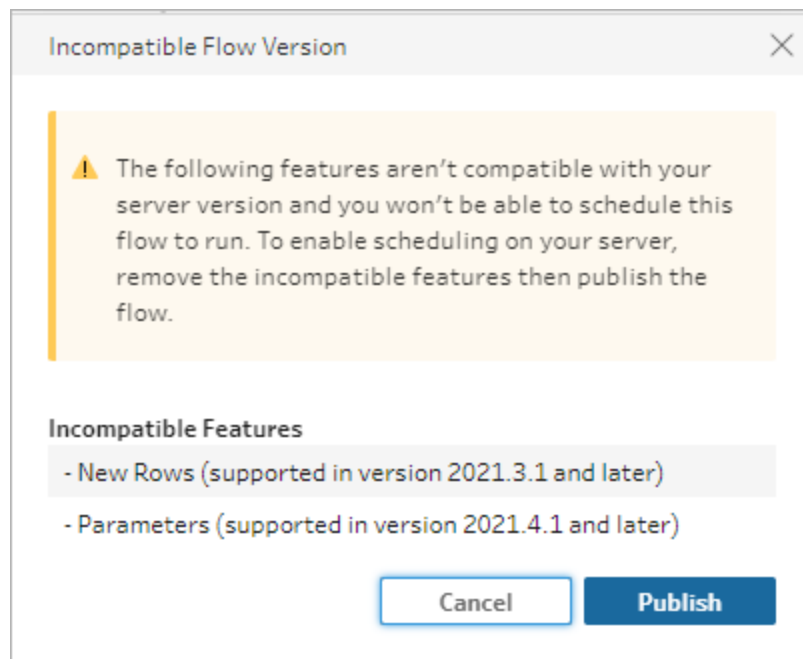 Incompatible Flow Version
The following features aren't compatible with your
server version and you won't be able to schedule this
flow to run. To enable scheduling on your server,
remove the incompatible features then publish the
flow.
Incompatible Features
- New Rows (supported in version 2021.3.1 and later)
- Parameters (supported in version 2021.4.1 and later)
Cancel
Publish